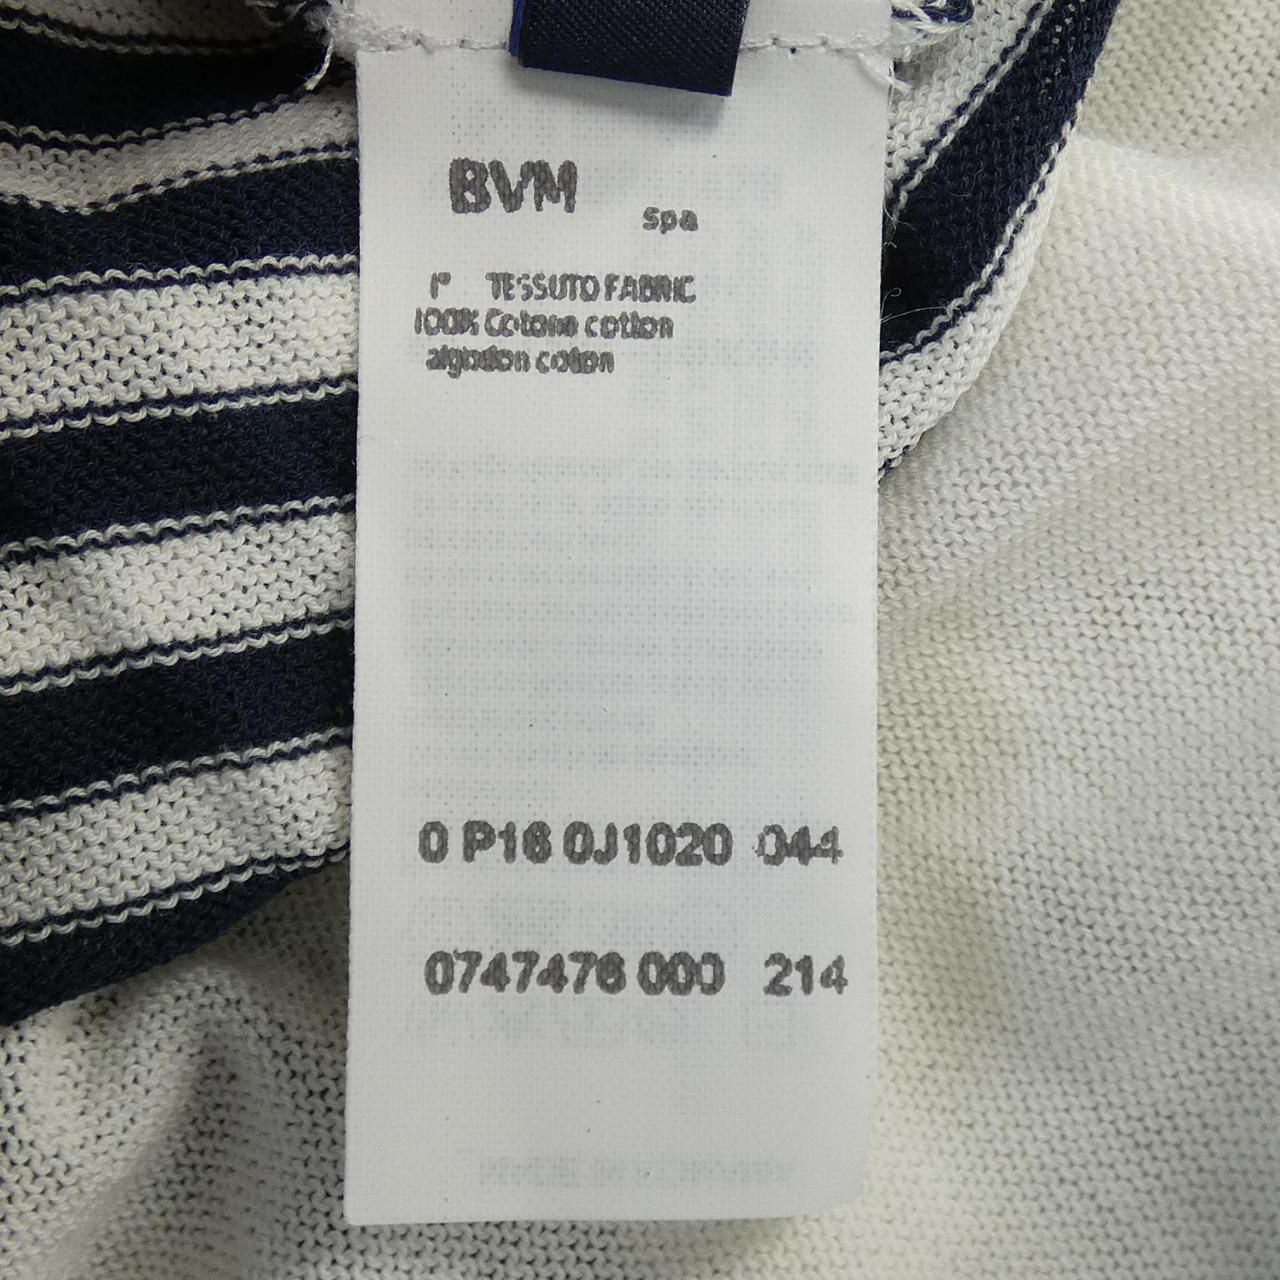 BVM
spa
1° TESSUTO FABRIC
100% Cotone cotton
algodon coton
0 P16 0J1020 044
0747476 000 214